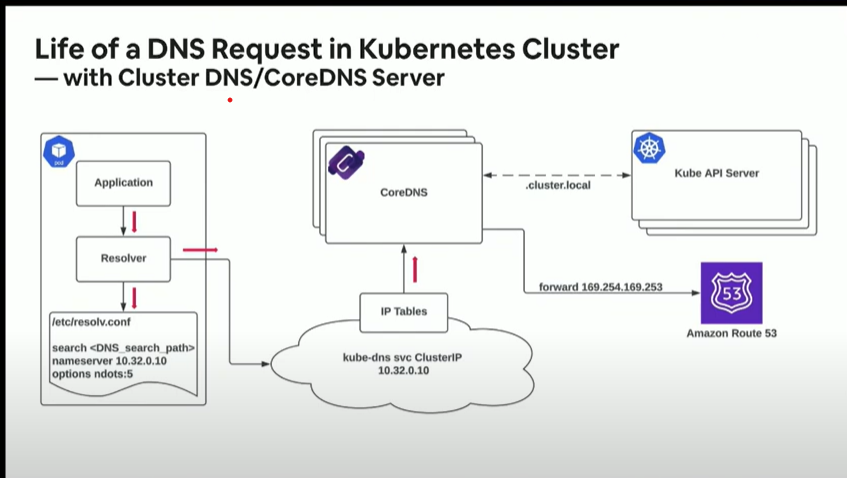 Life of a DNS Request in Kubernetes Cluster
— with Cluster DNS/CoreDNS Server
pod
Application
Resolver
/etc/resolv.conf
search <DNS_search_path>
nameserver 10.32.0.10
options ndots:5
CoreDNS
.cluster.local
Kube API Server
IP Tables
kube-dns svc ClusterIP
10.32.0.10
forward 169.254.169.253
53
Amazon Route 53